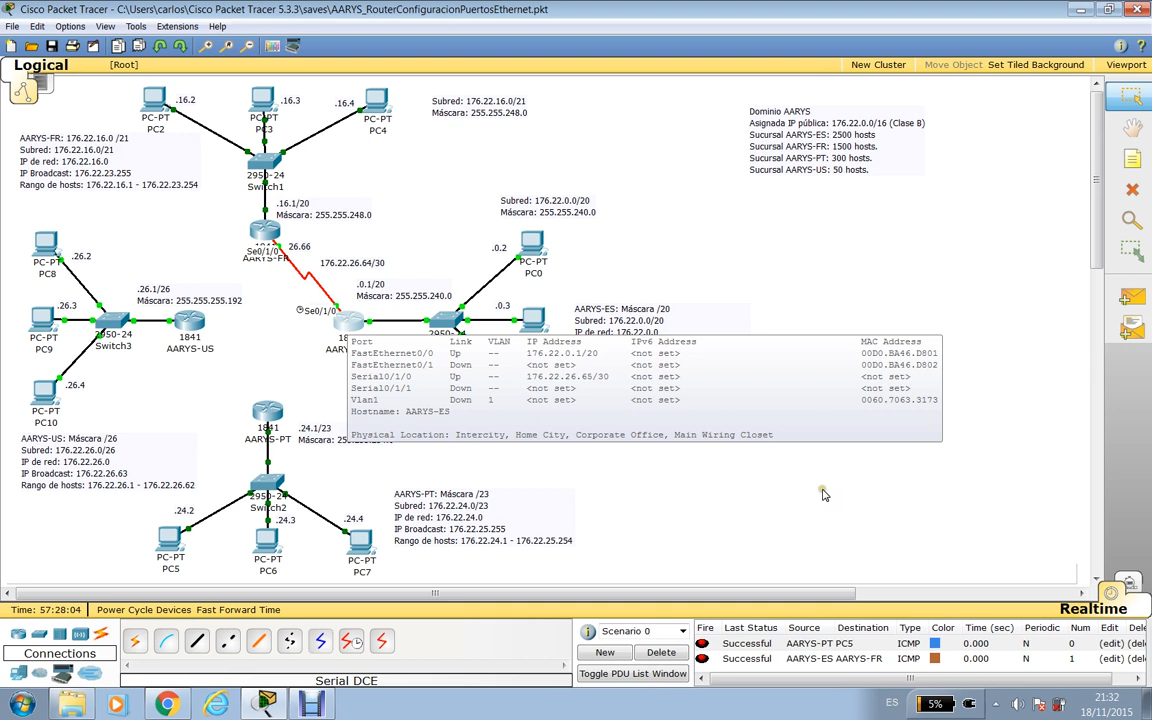 Cisco Packet Tracer 5.3.3 - C:\Users\carlos\Cisco Packet Tracer 5.3.3\saves\AARYS_RouterConfiguracionPuertosEthernet.pkt
File Edit Options View Tools Extensions Help
Logical [Root] New Cluster Move Object Set Tiled Background Viewport
.16.2
PC-PT
PC2
.16.3
PC-PT
PC3
.16.4
PC-PT
PC4
Subred: 176.22.16.0/21
Máscara: 255.255.248.0
Dominio AARYS
Asignada IP pública: 176.22.0.0/16 (Clase B)
Sucursal AARYS-ES: 2500 hosts
Sucursal AARYS-FR: 1500 hosts.
Sucursal AARYS-PT: 300 hosts.
Sucursal AARYS-US: 50 hosts.
AARYS-FR: 176.22.16.0 /21
Subred: 176.22.16.0/21
IP de red: 176.22.16.0
IP Broadcast: 176.22.23.255
Rango de hosts: 176.22.16.1 - 176.22.23.254
2950-24
Switch1
.16.1/20
Máscara: 255.255.248.0
Se0/1/0
AARYS-FR
26.66
176.22.26.64/30
Subred: 176.22.0.0/20
Máscara: 255.255.240.0
.0.2
PC-PT
PC0
.0.1/20
Máscara: 255.255.240.0
Se0/1/0
.0.3
2950-24
AARYS-ES: Máscara /20
Subred: 176.22.0.0/20
IP de red: 176.22.0.0
.26.2
PC-PT
PC8
.26.3
PC-PT
PC9
.26.4
PC-PT
PC10
2950-24
Switch3
.26.1/26
Máscara: 255.255.255.192
1841
AARYS-US
Port Link VLAN IP Address IPv6 Address MAC Address
FastEthernet0/0 Up -- 176.22.0.1/20 <not set> 00D0.BA46.D801
FastEthernet0/1 Down -- <not set> <not set> 00D0.BA46.D802
Serial0/1/0 Up -- 176.22.26.65/30 <not set>
Serial0/1/1 Down -- <not set> <not set>
Vlan1 Down 1 <not set> <not set> 0060.7063.3173
Hostname: AARYS-ES
Physical Location: Intercity, Home City, Corporate Office, Main Wiring Closet
AARYS-US: Máscara /26
Subred: 176.22.26.0/26
IP de red: 176.22.26.0
IP Broadcast: 176.22.26.63
Rango de hosts: 176.22.26.1 - 176.22.26.62
1841
AARYS-PT
.24.1/23
2950-24
Switch2
.24.2
PC-PT
PC5
.24.3
PC-PT
PC6
.24.4
PC-PT
PC7
AARYS-PT: Máscara /23
Subred: 176.22.24.0/23
IP de red: 176.22.24.0
IP Broadcast: 176.22.25.255
Rango de hosts: 176.22.24.1 - 176.22.25.254
Time: 57:28:04 Power Cycle Devices Fast Forward Time Realtime
Connections
Serial DCE
Scenario 0
New Delete
Toggle PDU List Window
Fire Last Status Source Destination Type Color Time (sec) Periodic Num Edit
Successful AARYS-PT PC5 ICMP 0.000 N 0 (edit)
Successful AARYS-ES AARYS-FR ICMP 0.000 N 1 (edit)
ES 5% 21:32
18/11/2015